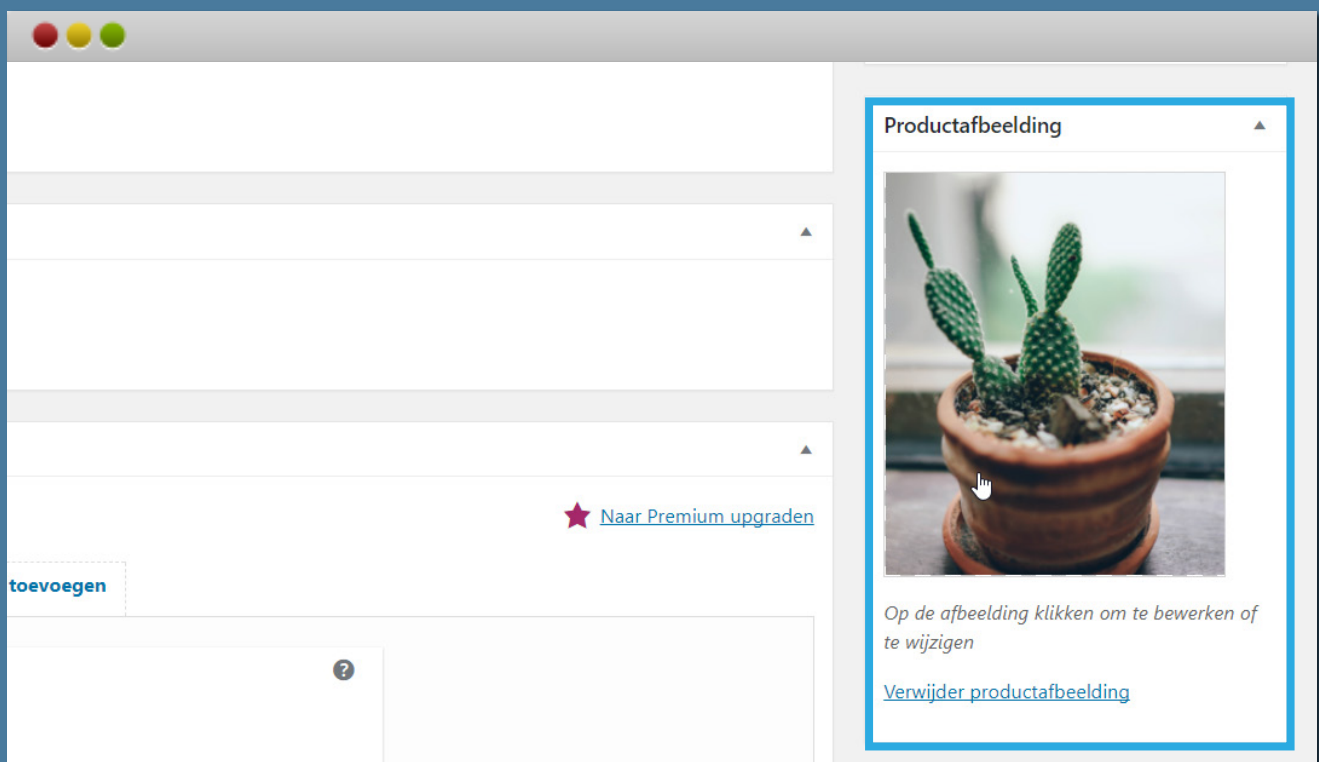 Productafbeelding
Naar Premium upgraden
toevoegen
Op de afbeelding klikken om te bewerken of
te wijzigen
Verwijder productafbeelding